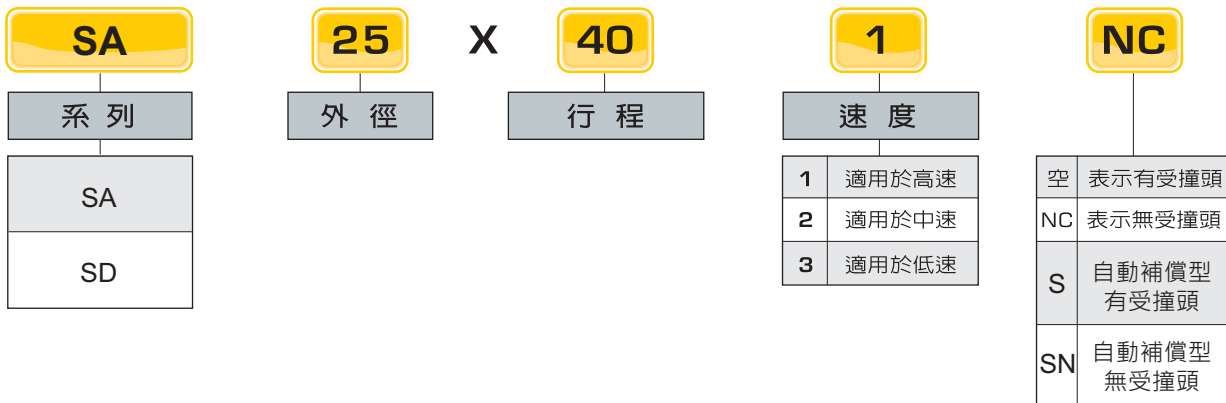 SA 25 X 40 1 NC
系列 外徑 行程 速度
SA
SD
1 適用於高速
2 適用於中速
3 適用於低速
空 表示有受撞頭
NC 表示無受撞頭
S 自動補償型
有受撞頭
SN 自動補償型
無受撞頭